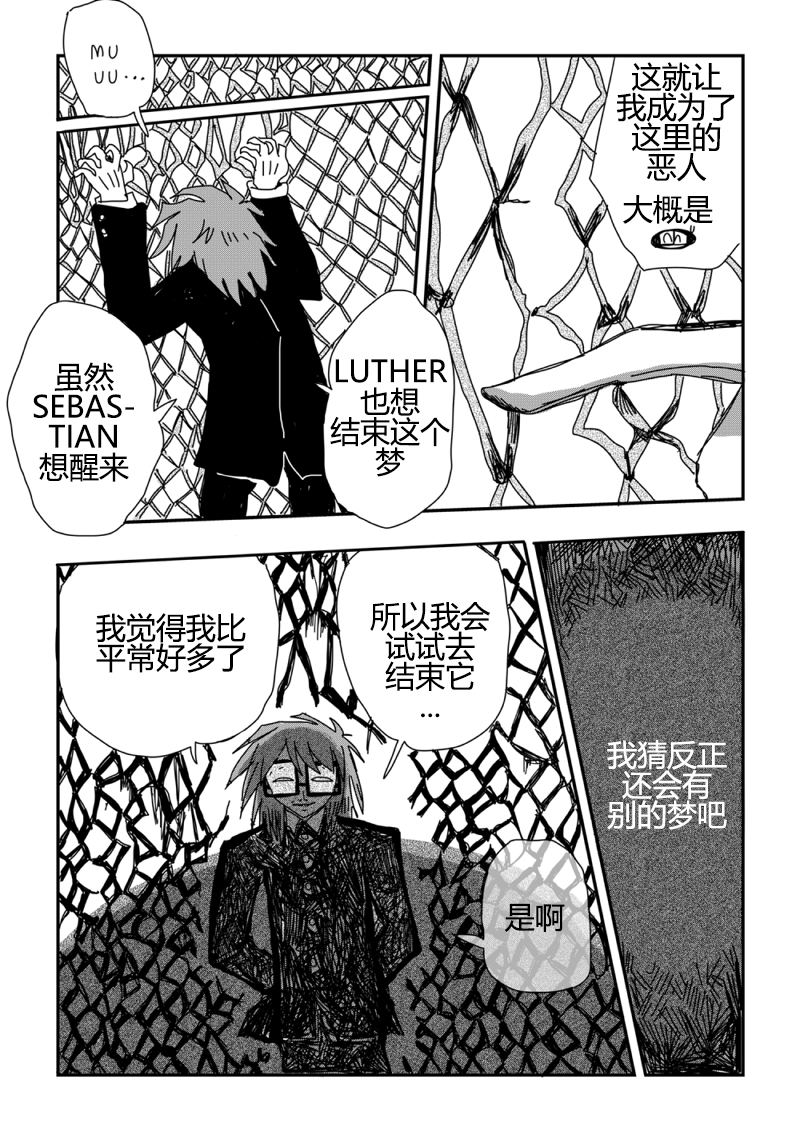 这就让
我成为了
这里的
恶人
大概是
MU
UU...
LUTHER
也想
结束这个
梦
虽然
SEBAS-
TIAN
想醒来
我猜反正
还会有
别的梦吧
所以我会
试试去
结束它
...
我觉得我比
平常好多了
是啊